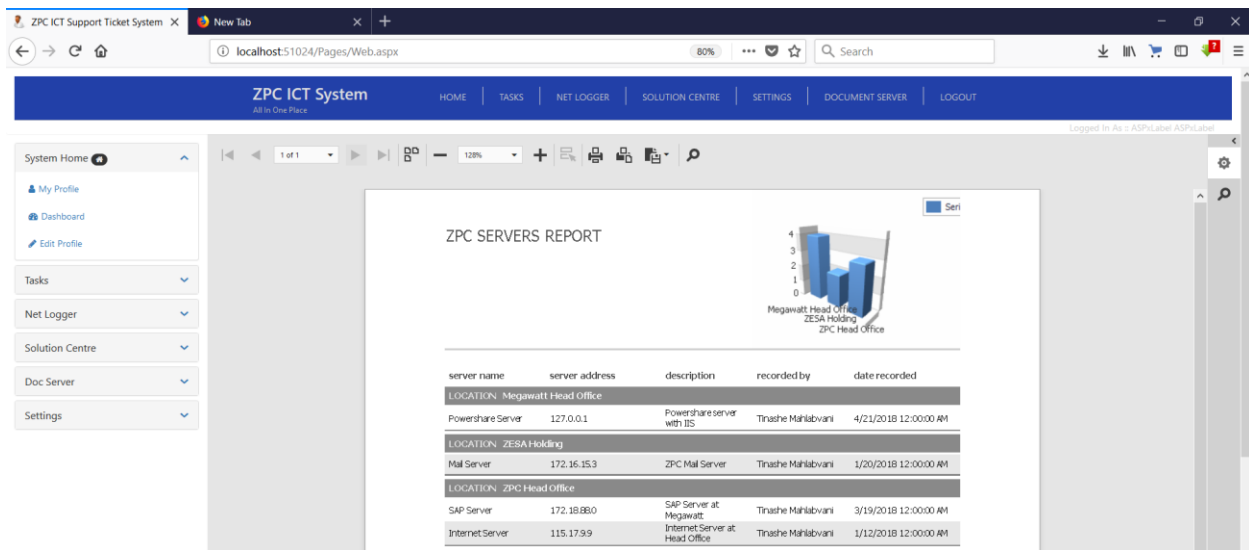 ZPC ICT Support Ticket System
New Tab
localhost:51024/Pages/Web.aspx
80%
Search
ZPC ICT System
All In One Place
HOME TASKS NET LOGGER SOLUTION CENTRE SETTINGS DOCUMENT SERVER LOGOUT
Logged In As :: ASPxLabel ASPxLabel
System Home
My Profile
Dashboard
Edit Profile
Tasks
Net Logger
Solution Centre
Doc Server
Settings
1 of 1
128%
ZPC SERVERS REPORT
Seri
4
3
2
1
0
Megawatt Head Office
ZESA Holding
ZPC Head Office
server name server address description recorded by date recorded
LOCATION Megawatt Head Office
Powershare Server 127.0.0.1 Powershare server with IIS Tinashe Mahlabvani 4/21/2018 12:00:00 AM
LOCATION ZESA Holding
Mail Server 172.16.15.3 ZPC Mail Server Tinashe Mahlabvani 1/20/2018 12:00:00 AM
LOCATION ZPC Head Office
SAP Server 172.18.88.0 SAP Server at Megawatt Tinashe Mahlabvani 3/19/2018 12:00:00 AM
Internet Server 115.17.9.9 Internet Server at Head Office Tinashe Mahlabvani 1/12/2018 12:00:00 AM